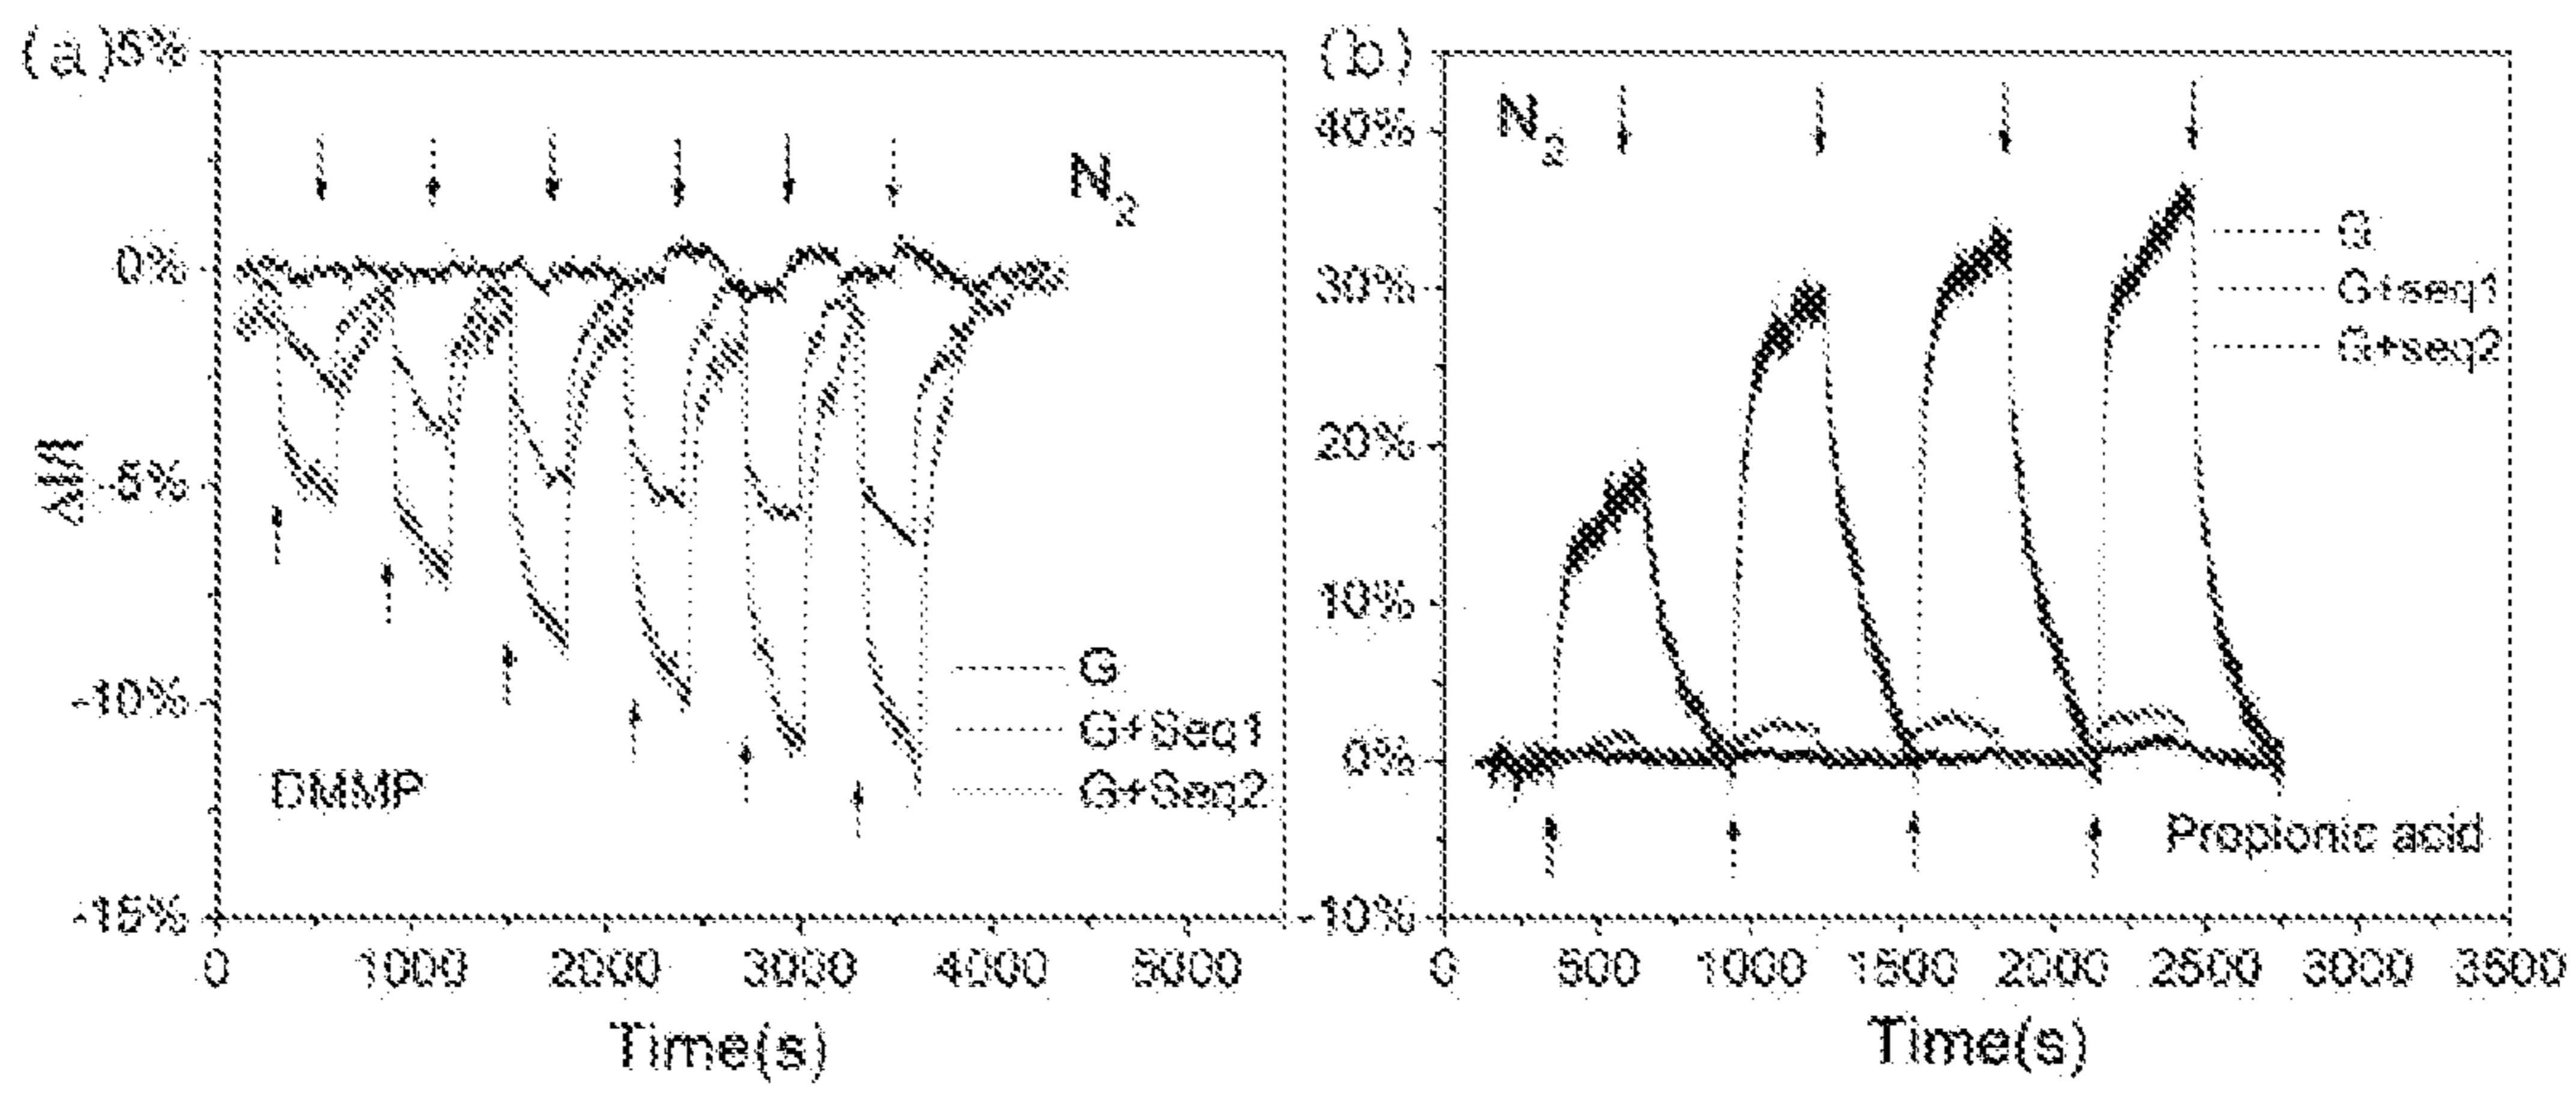 (a)
5%
0%
-5%
-10%
-15%
ΔI/I
N2
DMMP
G
G+Seq1
G+Seq2
0 1000 2000 3000 4000 5000
Time(s)
(b)
40%
30%
20%
10%
0%
-10%
N2
G
G+seq1
G+seq2
Propionic acid
0 500 1000 1500 2000 2500 3000 3500
Time(s)